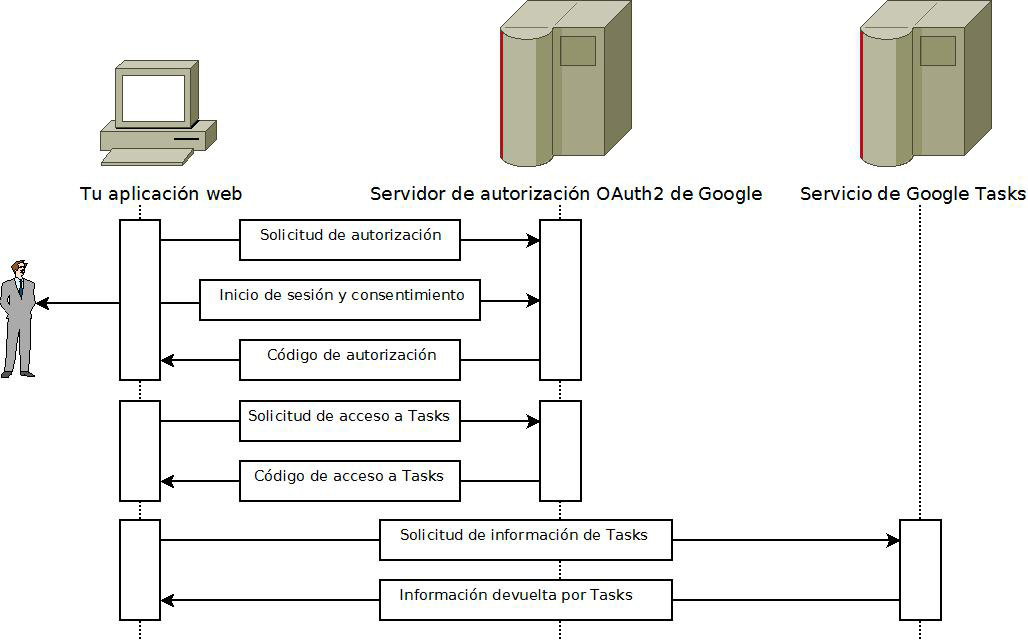 Tu aplicación web
Servidor de autorización OAuth2 de Google
Servicio de Google Tasks
Solicitud de autorización
Inicio de sesión y consentimiento
Código de autorización
Solicitud de acceso a Tasks
Código de acceso a Tasks
Solicitud de información de Tasks
Información devuelta por Tasks